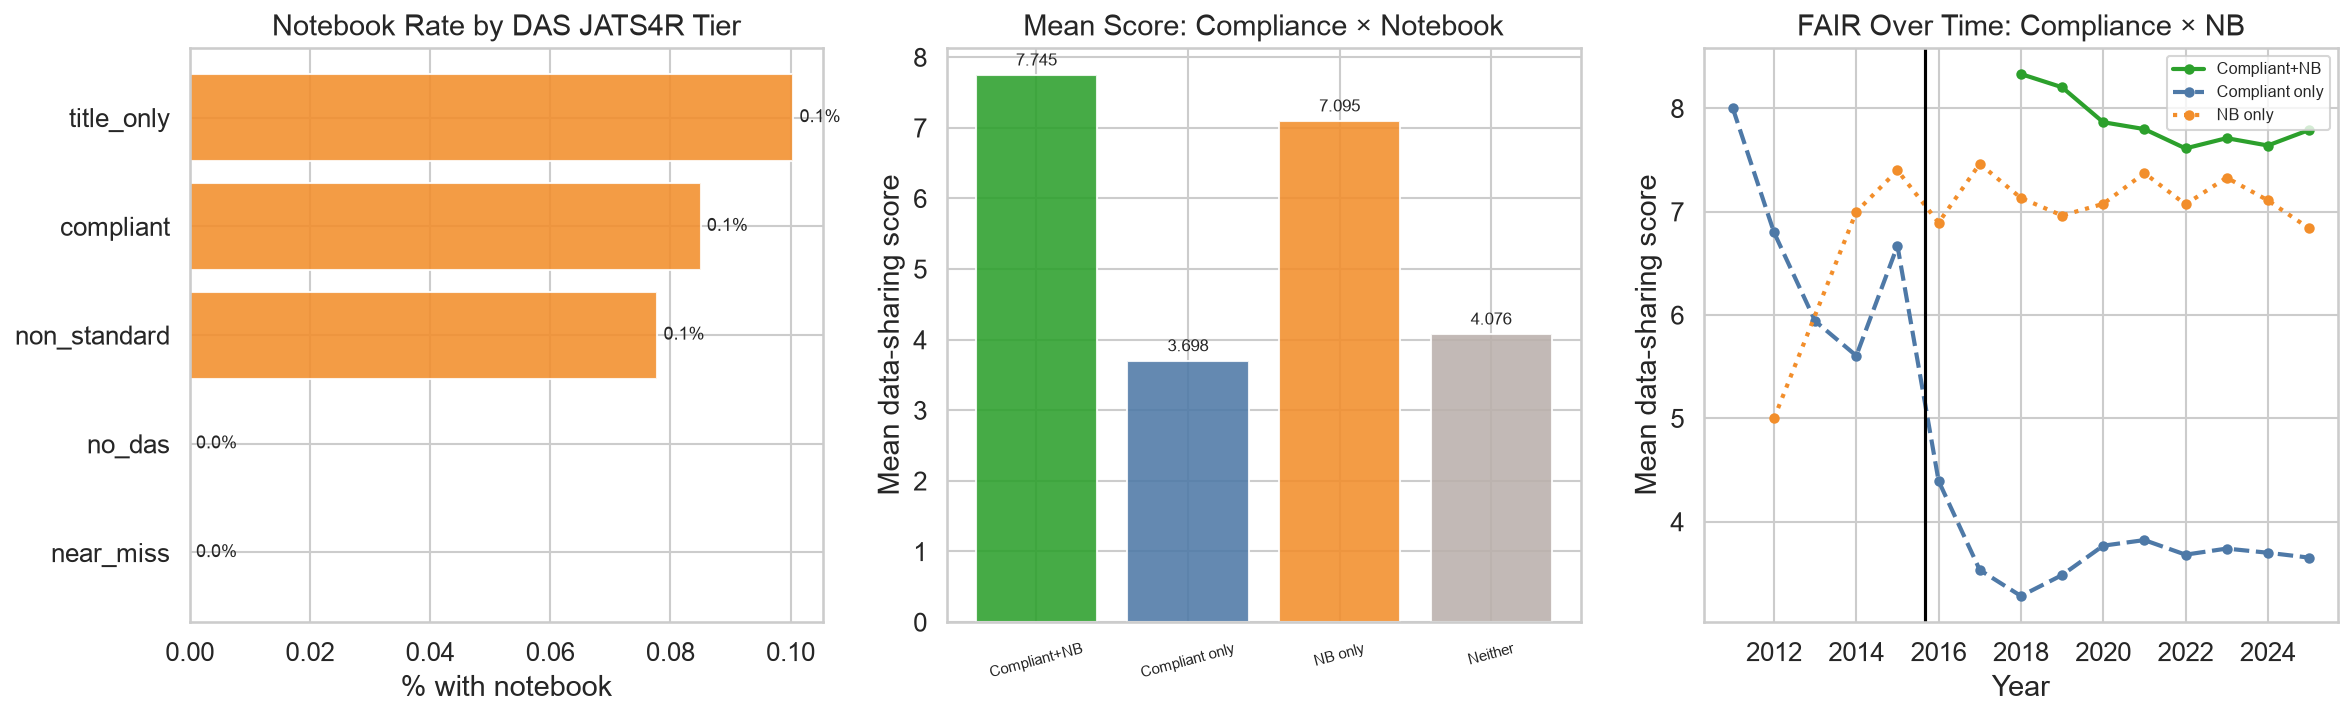 Notebook Rate by DAS JATS4R Tier
title_only
compliant
non_standard
no_das
near_miss
0.1%
0.1%
0.1%
0.0%
0.0%
0.00 0.02 0.04 0.06 0.08 0.10
% with notebook
Mean Score: Compliance × Notebook
Mean data-sharing score
8
7
6
5
4
3
2
1
0
7.745
3.698
7.095
4.076
Compliant+NB
Compliant only
NB only
Neither
FAIR Over Time: Compliance × NB
Mean data-sharing score
8
7
6
5
4
Compliant+NB
Compliant only
NB only
2012 2014 2016 2018 2020 2022 2024
Year